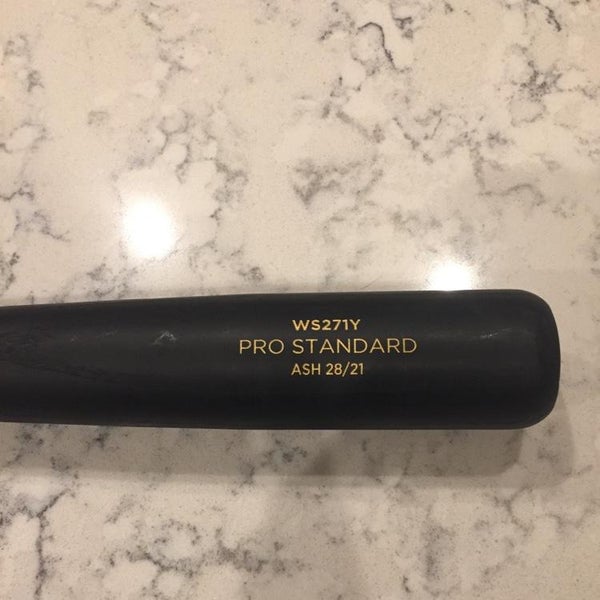 WS271Y
PRO STANDARD
ASH 28/21